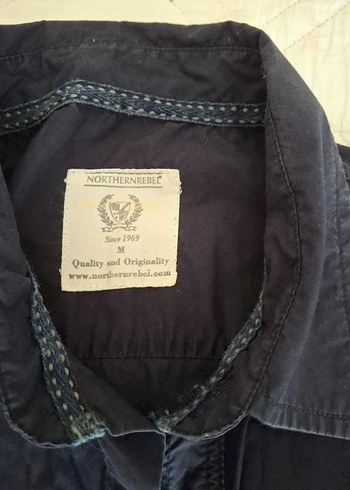 NORTHERNREBEL
Since 1969
M
Quality and Originality
www.northernrebel.com